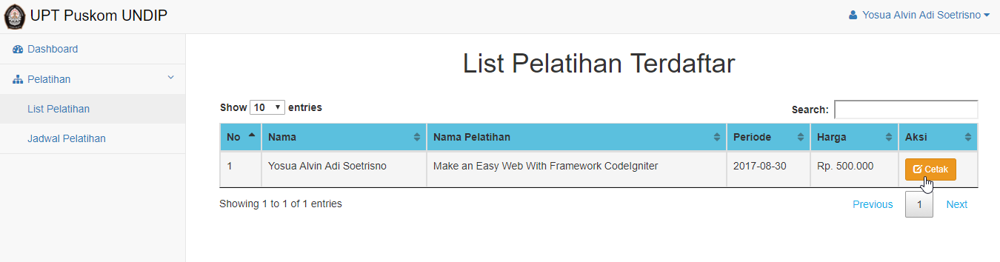 UPT Puskom UNDIP
Yosua Alvin Adi Soetrisno
Dashboard
Pelatihan
List Pelatihan
Jadwal Pelatihan
List Pelatihan Terdaftar
Show 10 entries
Search:
No Nama Nama Pelatihan Periode Harga Aksi
1 Yosua Alvin Adi Soetrisno Make an Easy Web With Framework CodeIgniter 2017-08-30 Rp. 500.000 Cetak
Showing 1 to 1 of 1 entries
Previous 1 Next